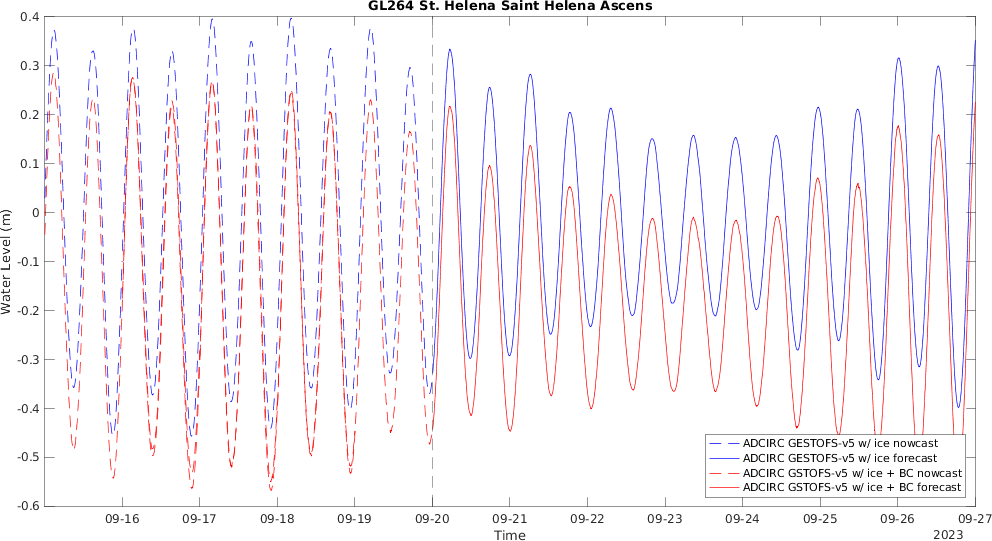 GL264 St. Helena Saint Helena Ascens
0.4
0.3
0.2
0.1
0
-0.1
-0.2
-0.3
-0.4
-0.5
-0.6
Water Level (m)
09-16 09-17 09-18 09-19 09-20 09-21 09-22 09-23 09-24 09-25 09-26 09-27
Time
2023
ADCIRC GESTOFS-v5 w/ ice nowcast
ADCIRC GESTOFS-v5 w/ ice forecast
ADCIRC GSTOFS-v5 w/ ice + BC nowcast
ADCIRC GSTOFS-v5 w/ ice + BC forecast